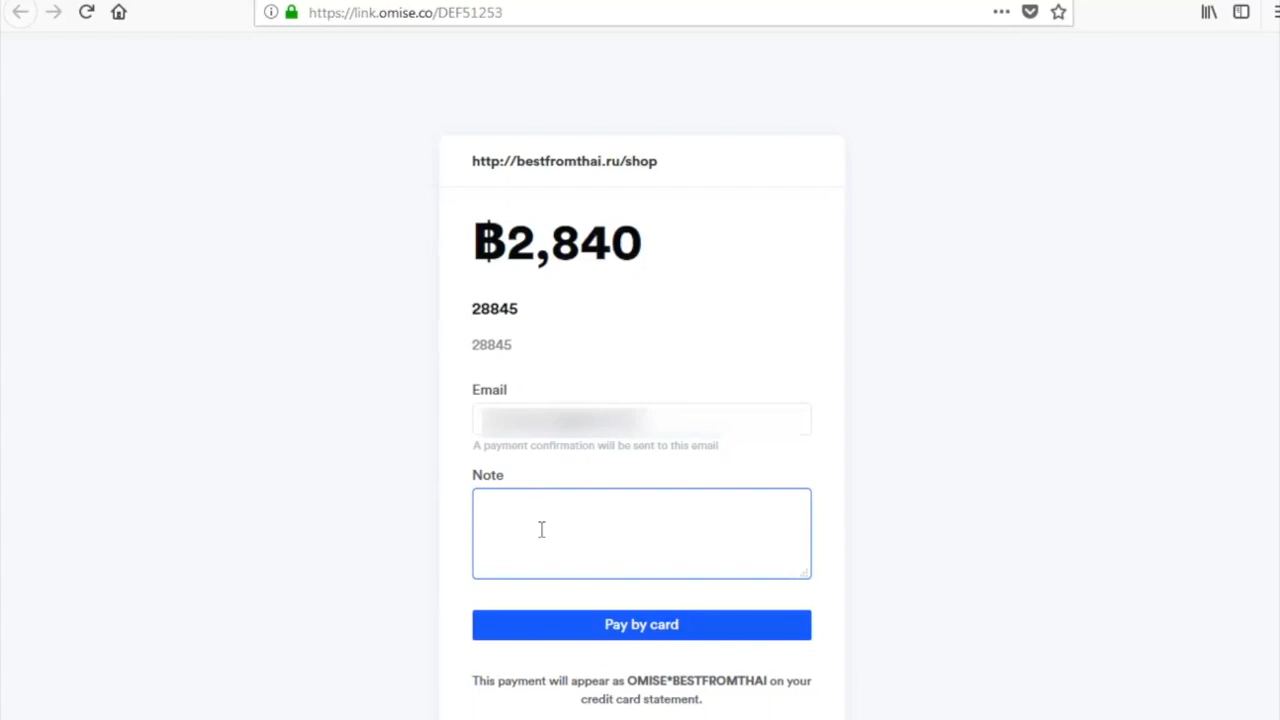 https://link.omise.co/DEF51253
http://bestfromthai.ru/shop
฿2,840
28845
28845
Email
A payment confirmation will be sent to this email
Note
Pay by card
This payment will appear as OMISE*BESTFROMTHAI on your
credit card statement.